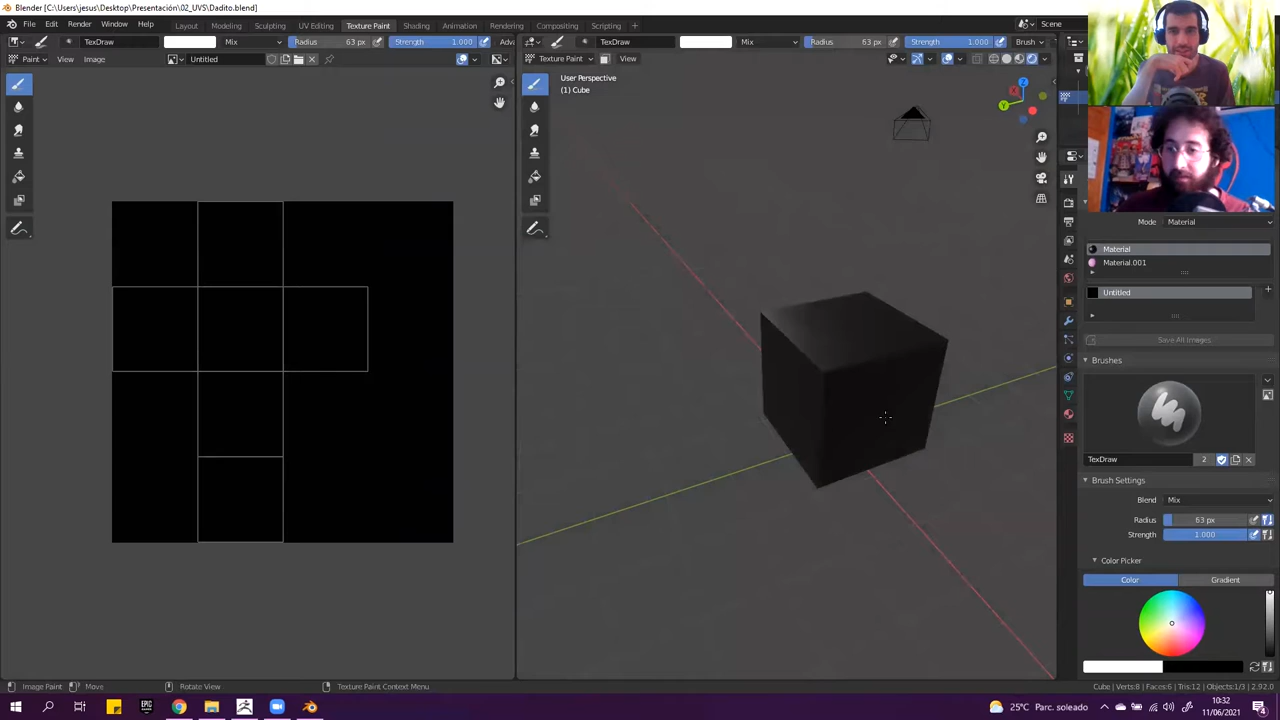 Blender [C:\Users\jesus\Desktop\Presentación\02_UVS\Dadito.blend]
File Edit Render Window Help Layout Modeling Sculpting UV Editing Texture Paint Shading Animation Rendering Compositing Scripting + Scene
TexDraw Mix Radius 63 px Strength 1.000 Adv
TexDraw Mix Radius 63 px Strength 1.000 Brush
Paint View Image Untitled
Texture Paint View
User Perspective
(1) Cube
Mode Material
Material
Material.001
Untitled
Save All Images
Brushes
TexDraw 2
Brush Settings
Blend Mix
Radius 63 px
Strength 1.000
Color Picker
Color Gradient
Image Paint Move Rotate View Texture Paint Context Menu
Cube | Verts:8 | Faces:6 | Tris:12 | Objects:1/3 | 2.92.0
25°C Parc. soleado
10:32
11/06/2021